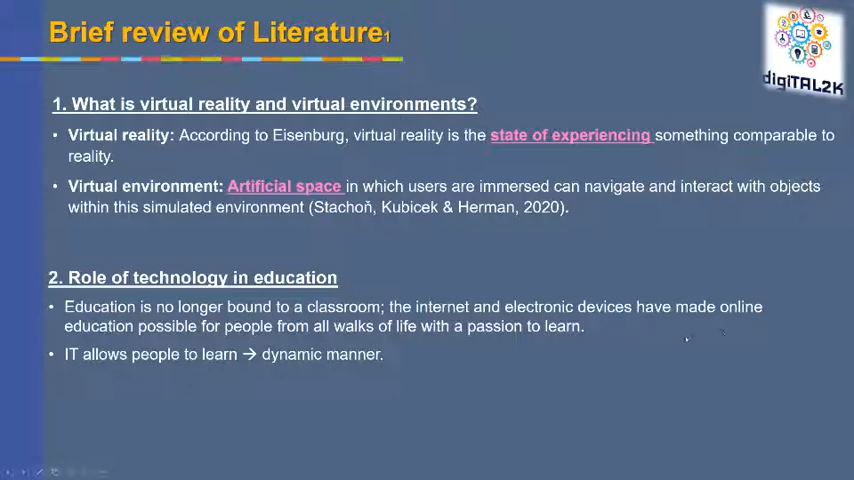 Brief review of Literature1
digiTAL2K
1. What is virtual reality and virtual environments?
• Virtual reality: According to Eisenburg, virtual reality is the state of experiencing something comparable to
reality.
• Virtual environment: Artificial space in which users are immersed can navigate and interact with objects
within this simulated environment (Stachoň, Kubicek & Herman, 2020).
2. Role of technology in education
• Education is no longer bound to a classroom; the internet and electronic devices have made online
education possible for people from all walks of life with a passion to learn.
• IT allows people to learn → dynamic manner.